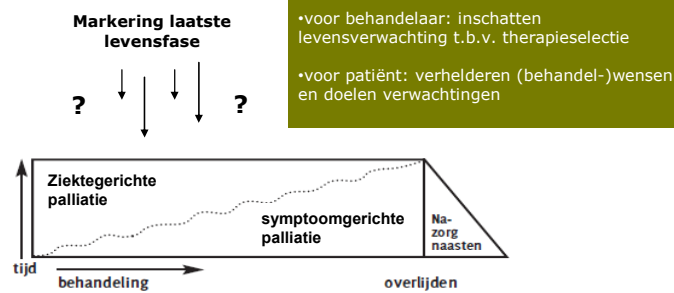 Markering laatste
levensfase
? ?
•voor behandelaar: inschatten
levensverwachting t.b.v. therapieselectie
•voor patiënt: verhelderen (behandel-)wensen
en doelen verwachtingen
Ziektegerichte
palliatie
symptoomgerichte
palliatie
Na-
zorg
naasten
tijd
behandeling
overlijden